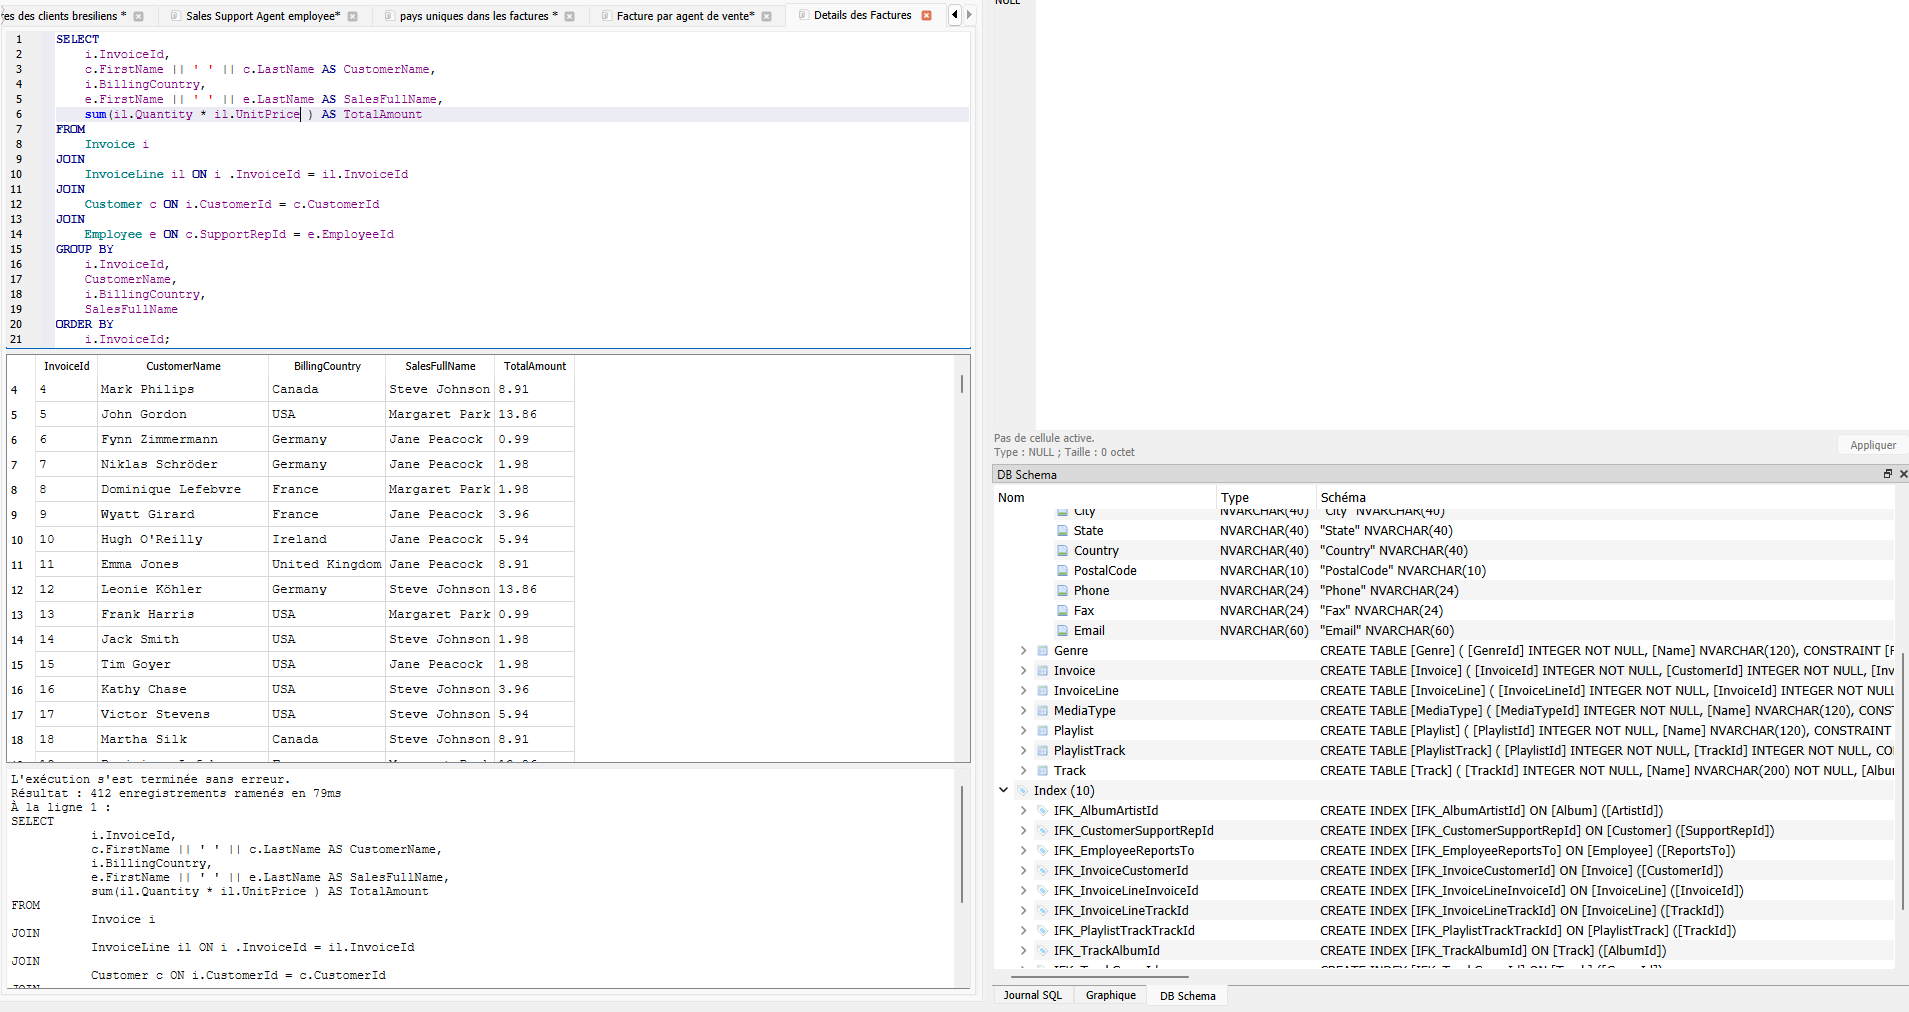 es des clients bresiliens *
Sales Support Agent employee*
pays uniques dans les factures *
Facture par agent de vente*
Details des Factures
1 SELECT
2 i.InvoiceId,
3 c.FirstName || ' ' || c.LastName AS CustomerName,
4 i.BillingCountry,
5 e.FirstName || ' ' || e.LastName AS SalesFullName,
6 sum(il.Quantity * il.UnitPrice ) AS TotalAmount
7 FROM
8 Invoice i
9 JOIN
10 InvoiceLine il ON i .InvoiceId = il.InvoiceId
11 JOIN
12 Customer c ON i.CustomerId = c.CustomerId
13 JOIN
14 Employee e ON c.SupportRepId = e.EmployeeId
15 GROUP BY
16 i.InvoiceId,
17 CustomerName,
18 i.BillingCountry,
19 SalesFullName
20 ORDER BY
21 i.InvoiceId;
InvoiceId CustomerName BillingCountry SalesFullName TotalAmount
4 4 Mark Philips Canada Steve Johnson 8.91
5 5 John Gordon USA Margaret Park 13.86
6 6 Fynn Zimmermann Germany Jane Peacock 0.99
7 7 Niklas Schröder Germany Jane Peacock 1.98
8 8 Dominique Lefebvre France Margaret Park 1.98
9 9 Wyatt Girard France Jane Peacock 3.96
10 10 Hugh O'Reilly Ireland Jane Peacock 5.94
11 11 Emma Jones United Kingdom Jane Peacock 8.91
12 12 Leonie Köhler Germany Steve Johnson 13.86
13 13 Frank Harris USA Margaret Park 0.99
14 14 Jack Smith USA Steve Johnson 1.98
15 15 Tim Goyer USA Jane Peacock 1.98
16 16 Kathy Chase USA Steve Johnson 3.96
17 17 Victor Stevens USA Steve Johnson 5.94
18 18 Martha Silk Canada Steve Johnson 8.91
L'exécution s'est terminée sans erreur.
Résultat : 412 enregistrements ramenés en 79ms
À la ligne 1 :
SELECT
i.InvoiceId,
c.FirstName || ' ' || c.LastName AS CustomerName,
i.BillingCountry,
e.FirstName || ' ' || e.LastName AS SalesFullName,
sum(il.Quantity * il.UnitPrice ) AS TotalAmount
FROM
Invoice i
JOIN
InvoiceLine il ON i .InvoiceId = il.InvoiceId
JOIN
Customer c ON i.CustomerId = c.CustomerId
JOIN
NULL
Pas de cellule active.
Type : NULL ; Taille : 0 octet
Appliquer
DB Schema
Nom Type Schéma
City NVARCHAR(40) "City" NVARCHAR(40)
State NVARCHAR(40) "State" NVARCHAR(40)
Country NVARCHAR(40) "Country" NVARCHAR(40)
PostalCode NVARCHAR(10) "PostalCode" NVARCHAR(10)
Phone NVARCHAR(24) "Phone" NVARCHAR(24)
Fax NVARCHAR(24) "Fax" NVARCHAR(24)
Email NVARCHAR(60) "Email" NVARCHAR(60)
Genre CREATE TABLE [Genre] ( [GenreId] INTEGER NOT NULL, [Name] NVARCHAR(120), CONSTRAINT [F
Invoice CREATE TABLE [Invoice] ( [InvoiceId] INTEGER NOT NULL, [CustomerId] INTEGER NOT NULL, [Inv
InvoiceLine CREATE TABLE [InvoiceLine] ( [InvoiceLineId] INTEGER NOT NULL, [InvoiceId] INTEGER NOT NULL
MediaType CREATE TABLE [MediaType] ( [MediaTypeId] INTEGER NOT NULL, [Name] NVARCHAR(120), CONST
Playlist CREATE TABLE [Playlist] ( [PlaylistId] INTEGER NOT NULL, [Name] NVARCHAR(120), CONSTRAINT
PlaylistTrack CREATE TABLE [PlaylistTrack] ( [PlaylistId] INTEGER NOT NULL, [TrackId] INTEGER NOT NULL, CO
Track CREATE TABLE [Track] ( [TrackId] INTEGER NOT NULL, [Name] NVARCHAR(200) NOT NULL, [Albu
Index (10)
IFK_AlbumArtistId CREATE INDEX [IFK_AlbumArtistId] ON [Album] ([ArtistId])
IFK_CustomerSupportRepId CREATE INDEX [IFK_CustomerSupportRepId] ON [Customer] ([SupportRepId])
IFK_EmployeeReportsTo CREATE INDEX [IFK_EmployeeReportsTo] ON [Employee] ([ReportsTo])
IFK_InvoiceCustomerId CREATE INDEX [IFK_InvoiceCustomerId] ON [Invoice] ([CustomerId])
IFK_InvoiceLineInvoiceId CREATE INDEX [IFK_InvoiceLineInvoiceId] ON [InvoiceLine] ([InvoiceId])
IFK_InvoiceLineTrackId CREATE INDEX [IFK_InvoiceLineTrackId] ON [InvoiceLine] ([TrackId])
IFK_PlaylistTrackTrackId CREATE INDEX [IFK_PlaylistTrackTrackId] ON [PlaylistTrack] ([TrackId])
IFK_TrackAlbumId CREATE INDEX [IFK_TrackAlbumId] ON [Track] ([AlbumId])
Journal SQL Graphique DB Schema